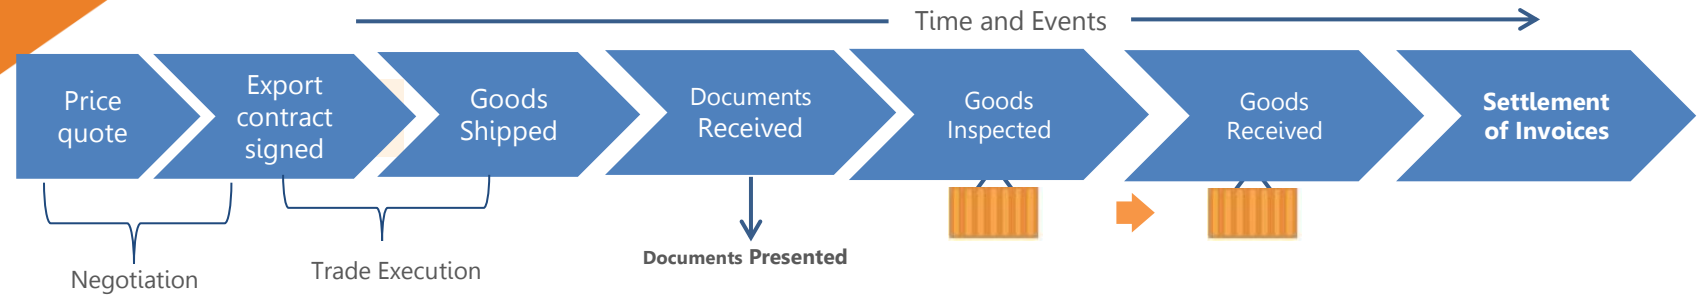 Time and Events
Price
quote
Export
contract
signed
Goods
Shipped
Documents
Received
Goods
Inspected
Goods
Received
Settlement
of Invoices
Negotiation
Trade Execution
Documents Presented